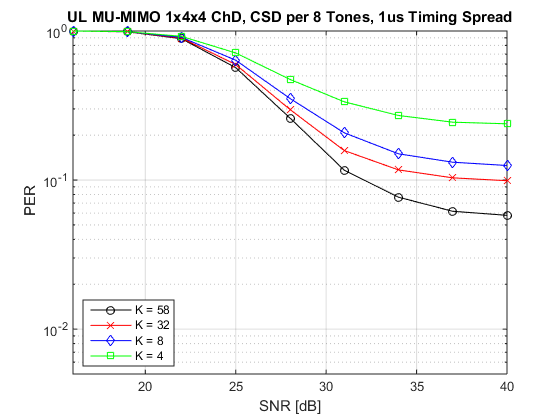 UL MU-MIMO 1x4x4 ChD, CSD per 8 Tones, 1us Timing Spread
10^0
10^-1
10^-2
PER
K = 58
K = 32
K = 8
K = 4
20 25 30 35 40
SNR [dB]